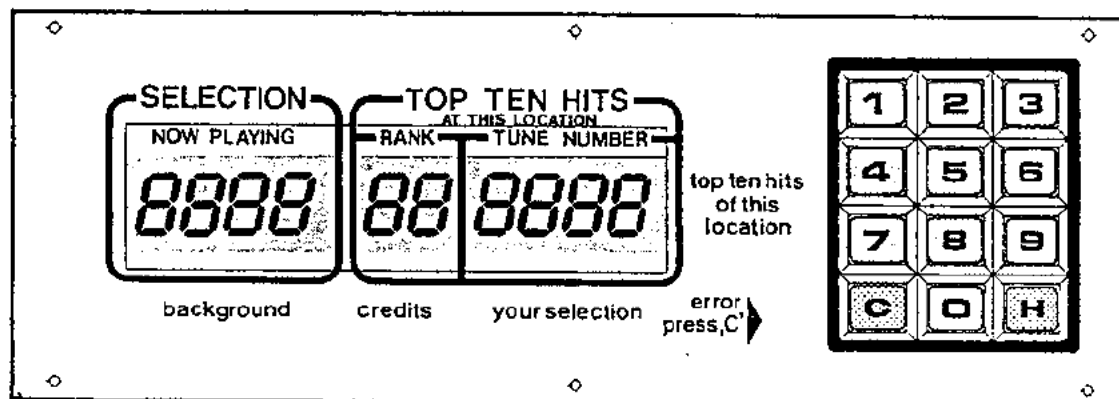 SELECTION
TOP TEN HITS
AT THIS LOCATION
NOW PLAYING
RANK
TUNE NUMBER
8888
88
8888
top ten hits
of this
location
background
credits
your selection
error
press,C'
1 2 3
4 5 6
7 8 9
C 0 H